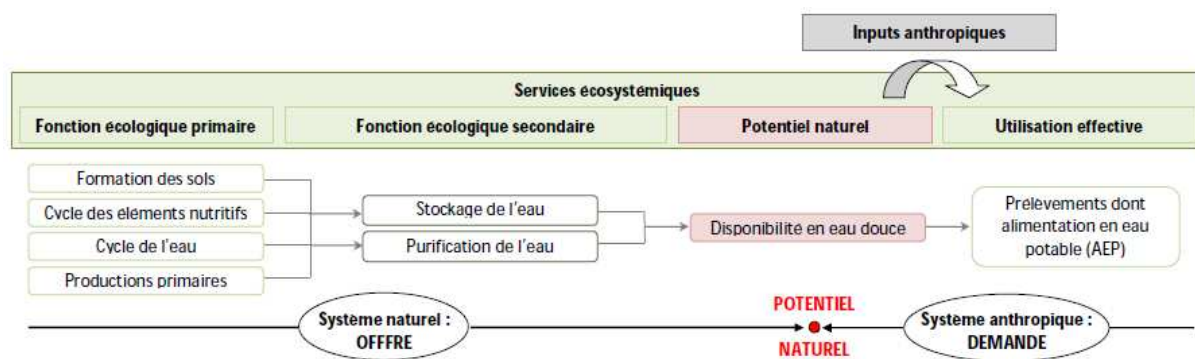 Inputs anthropiques
Services écosystémiques
Fonction écologique primaire
Fonction écologique secondaire
Potentiel naturel
Utilisation effective
Formation des sols
Cycle des éléments nutritifs
Cycle de l'eau
Productions primaires
Stockage de l'eau
Purification de l'eau
Disponibilité en eau douce
Prélèvements dont
alimentation en eau
potable (AEP)
Système naturel :
OFFFRE
POTENTIEL
NATUREL
Système anthropique :
DEMANDE